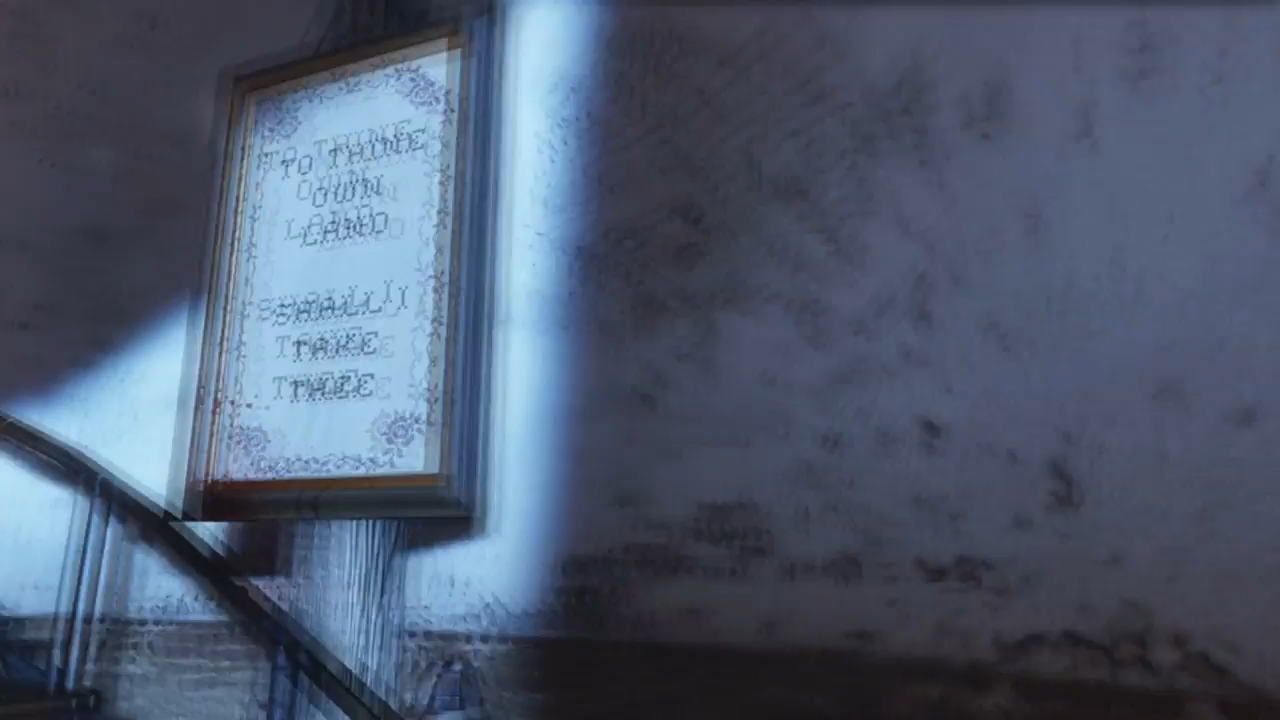 TO THINE
OWN
LAND
SHALL I
TAKE
THEE